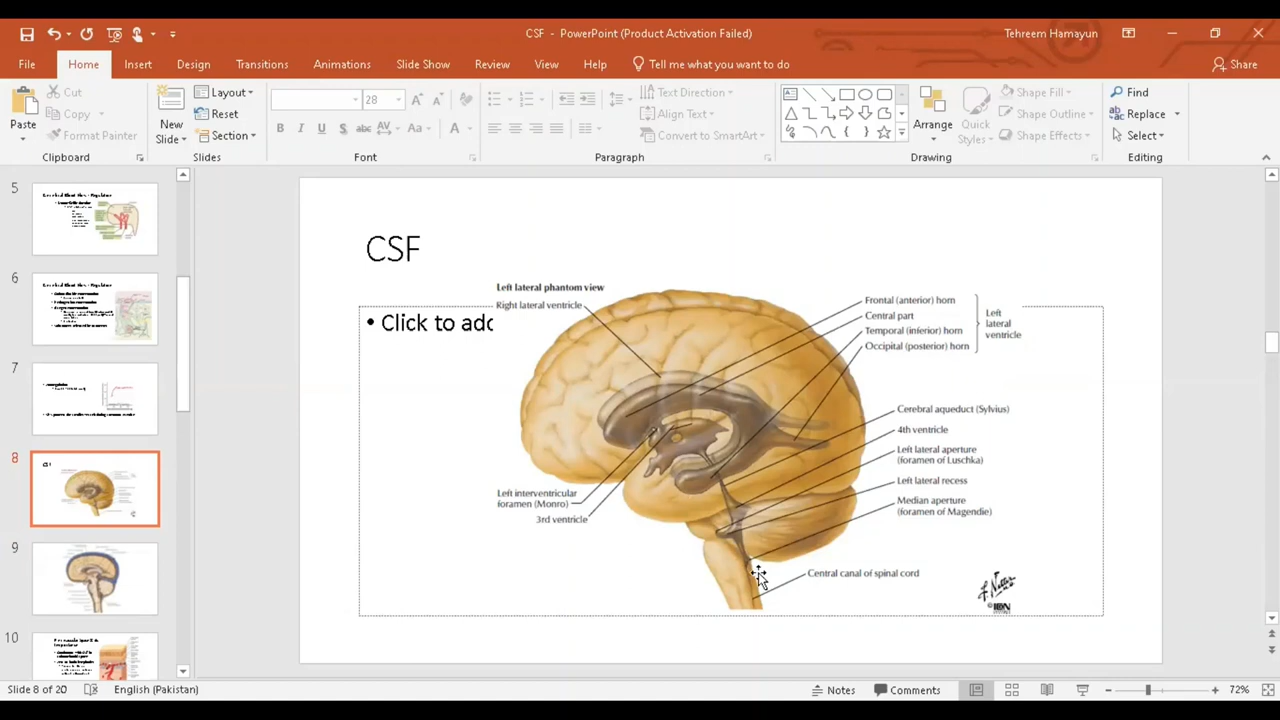 CSF - PowerPoint (Product Activation Failed)
Tehreem Hamayun
File
Home
Insert
Design
Transitions
Animations
Slide Show
Review
View
Help
Tell me what you want to do
Share
Paste
Cut
Copy
Format Painter
Clipboard
New
Slide
Layout
Reset
Section
Slides
28
B I U S abc AV Aa A
Font
Text Direction
Align Text
Convert to SmartArt
Paragraph
Arrange
Quick
Styles
Shape Fill
Shape Outline
Shape Effects
Drawing
Find
Replace
Select
Editing
5
6
7
8
9
10
CSF
• Click to add
Left lateral phantom view
Right lateral ventricle
Frontal (anterior) horn
Central part
Temporal (inferior) horn
Occipital (posterior) horn
Left
lateral
ventricle
Cerebral aqueduct (Sylvius)
4th ventricle
Left lateral aperture
(foramen of Luschka)
Left lateral recess
Median aperture
(foramen of Magendie)
Left interventricular
foramen (Monro)
3rd ventricle
Central canal of spinal cord
Slide 8 of 20
English (Pakistan)
Notes
Comments
72%